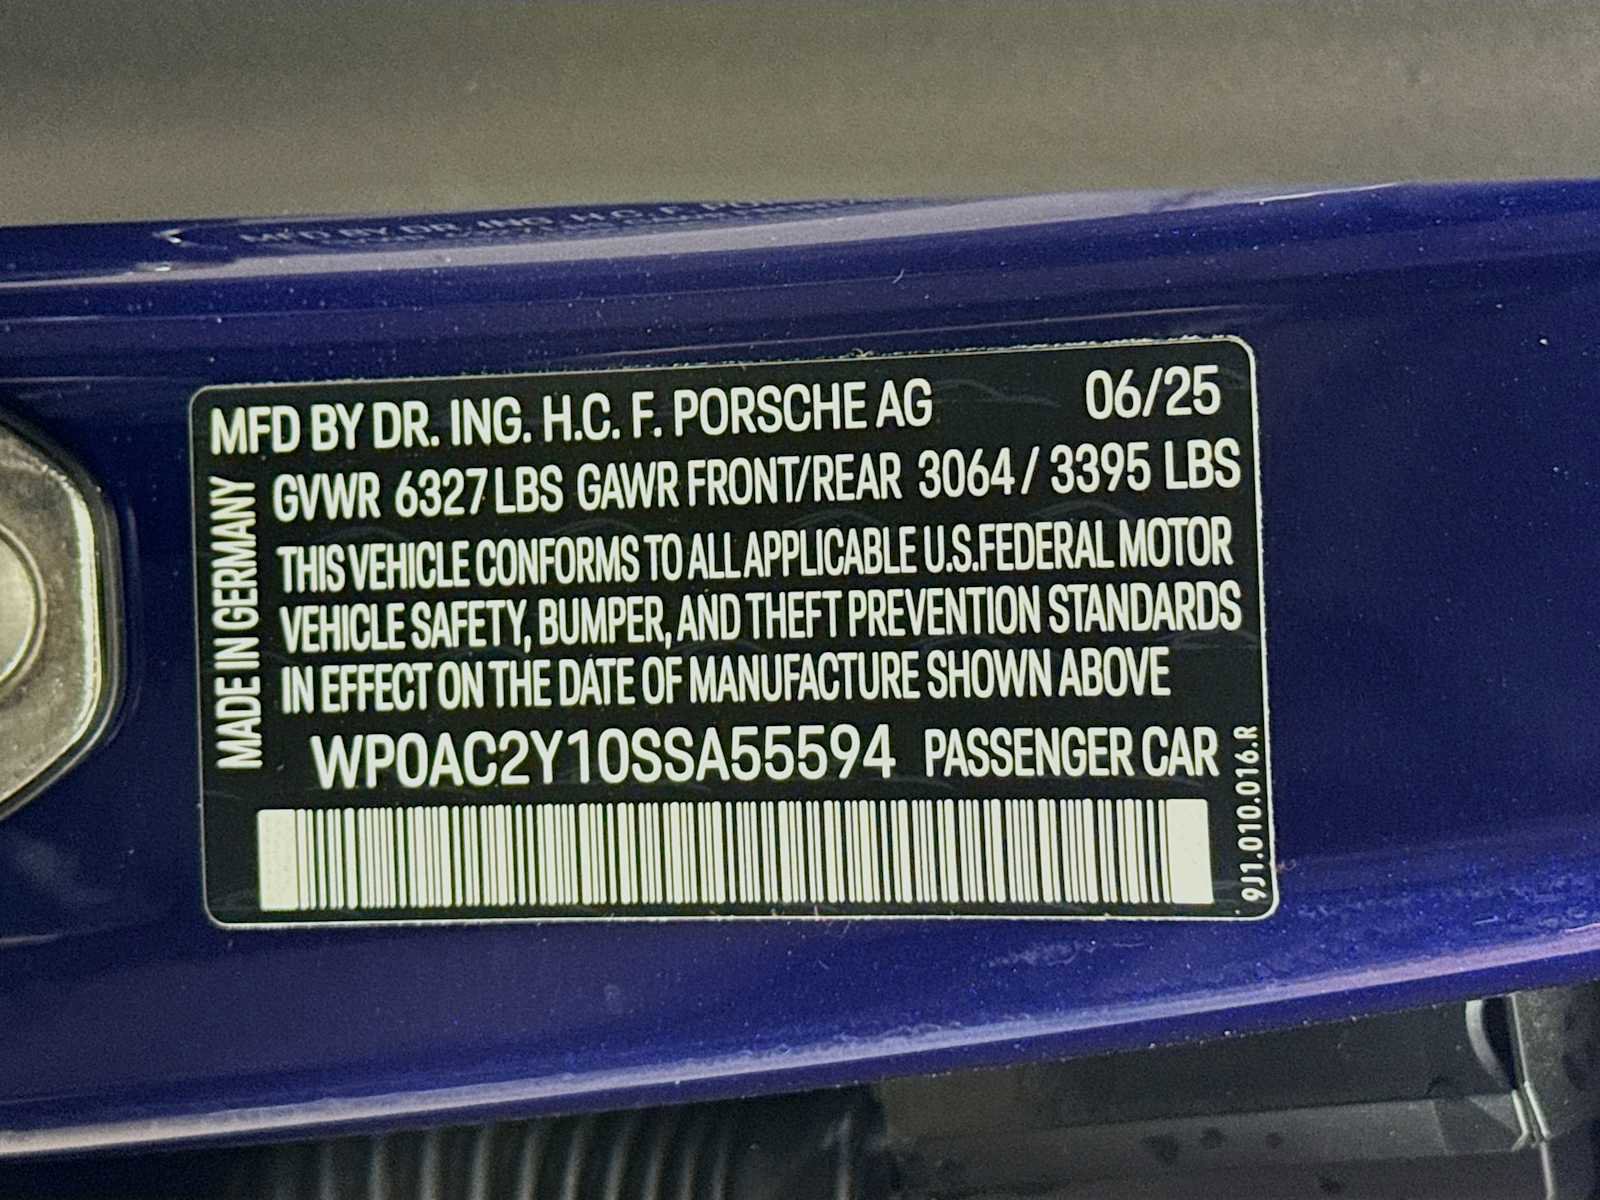 MFD BY DR. ING. H.C. F. PORSCHE AG 06/25
GVWR 6327 LBS GAWR FRONT/REAR 3064 / 3395 LBS
THIS VEHICLE CONFORMS TO ALL APPLICABLE U.S. FEDERAL MOTOR
VEHICLE SAFETY, BUMPER, AND THEFT PREVENTION STANDARDS
IN EFFECT ON THE DATE OF MANUFACTURE SHOWN ABOVE
WP0AC2Y10SSA55594 PASSENGER CAR
MADE IN GERMANY
9J1.010.016.R